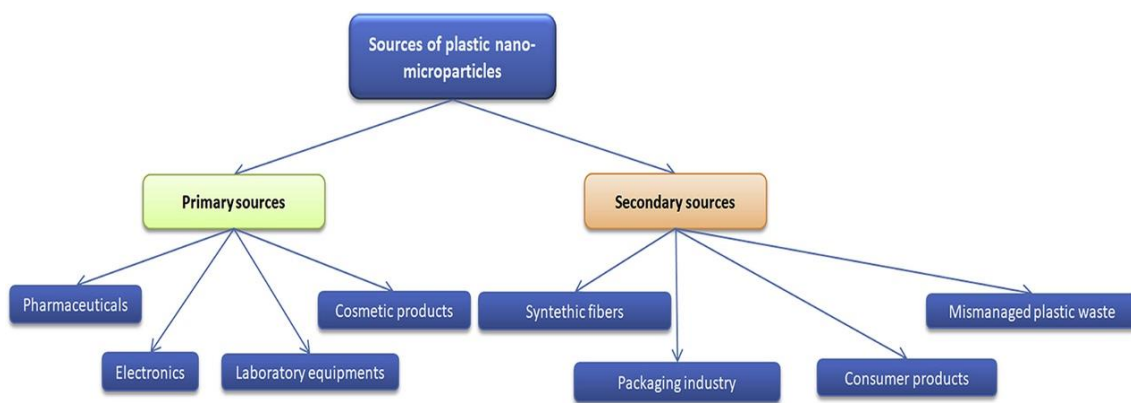 Sources of plastic nano-
microparticles
Primary sources
Secondary sources
Pharmaceuticals
Cosmetic products
Syntethic fibers
Mismanaged plastic waste
Electronics
Laboratory equipments
Packaging industry
Consumer products